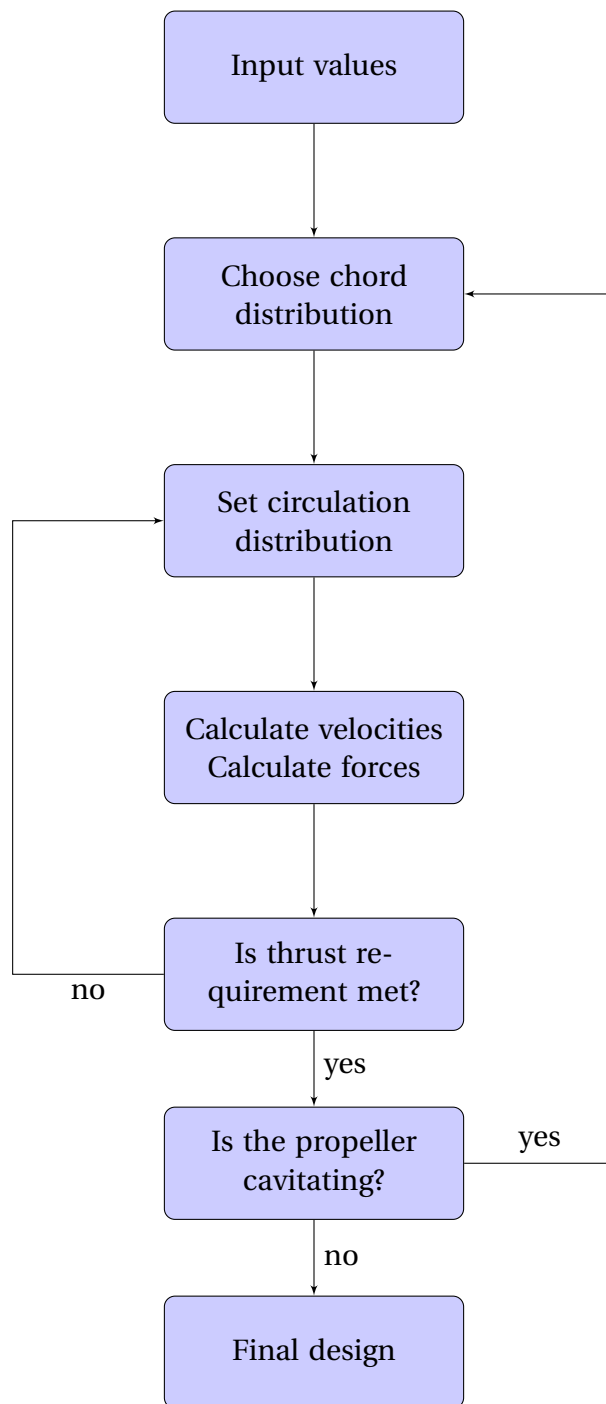 Input values
Choose chord
distribution
Set circulation
distribution
Calculate velocities
Calculate forces
Is thrust re-
quirement met?
no
yes
Is the propeller
cavitating?
yes
no
Final design